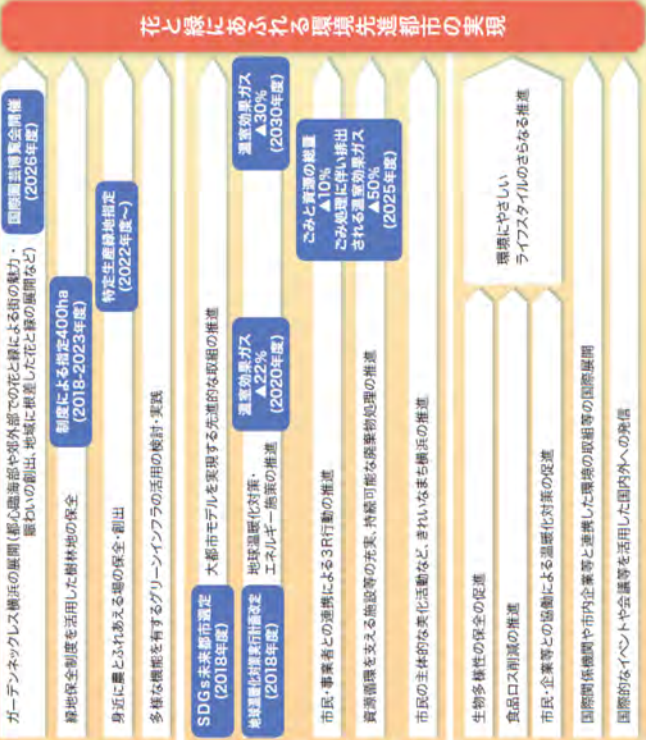 花と緑にあふれる環境先進都市の実現
ガーデンネックレス横浜の展開(都心臨海部や郊外部での花と緑による街の魅力・
賑わいの創出、地域に根差した花と緑の展開など)
国際園芸博覧会開催
(2026年度)
緑地保全制度を活用した樹林地の保全
制度による指定400ha
(2018-2023年度)
身近に農とふれあえる場の保全・創出
特定生産緑地指定
(2022年度~)
多様な機能を有するグリーンインフラの活用の検討・実践
SDGs未来都市選定
(2018年度)
大都市モデルを実現する先進的な取組の推進
地球温暖化対策実行計画改定
(2018年度)
地球温暖化対策・
エネルギー施策の推進
温室効果ガス
▲22%
(2020年度)
温室効果ガス
▲30%
(2030年度)
市民・事業者との連携による3R行動の推進
資源循環を支える施設等の充実、持続可能な廃棄物処理の推進
ごみと資源の総量
▲10%
ごみ処理に伴い排出
される温室効果ガス
▲50%
(2025年度)
市民の主体的な美化活動など、きれいなまち横浜の推進
生物多様性の保全の促進
食品ロス削減の推進
市民・企業等との協働による温暖化対策の促進
環境にやさしい
ライフスタイルのさらなる推進
国際関係機関や市内企業等と連携した環境の取組等の国際展開
国際的なイベントや会議等を活用した国内外への発信